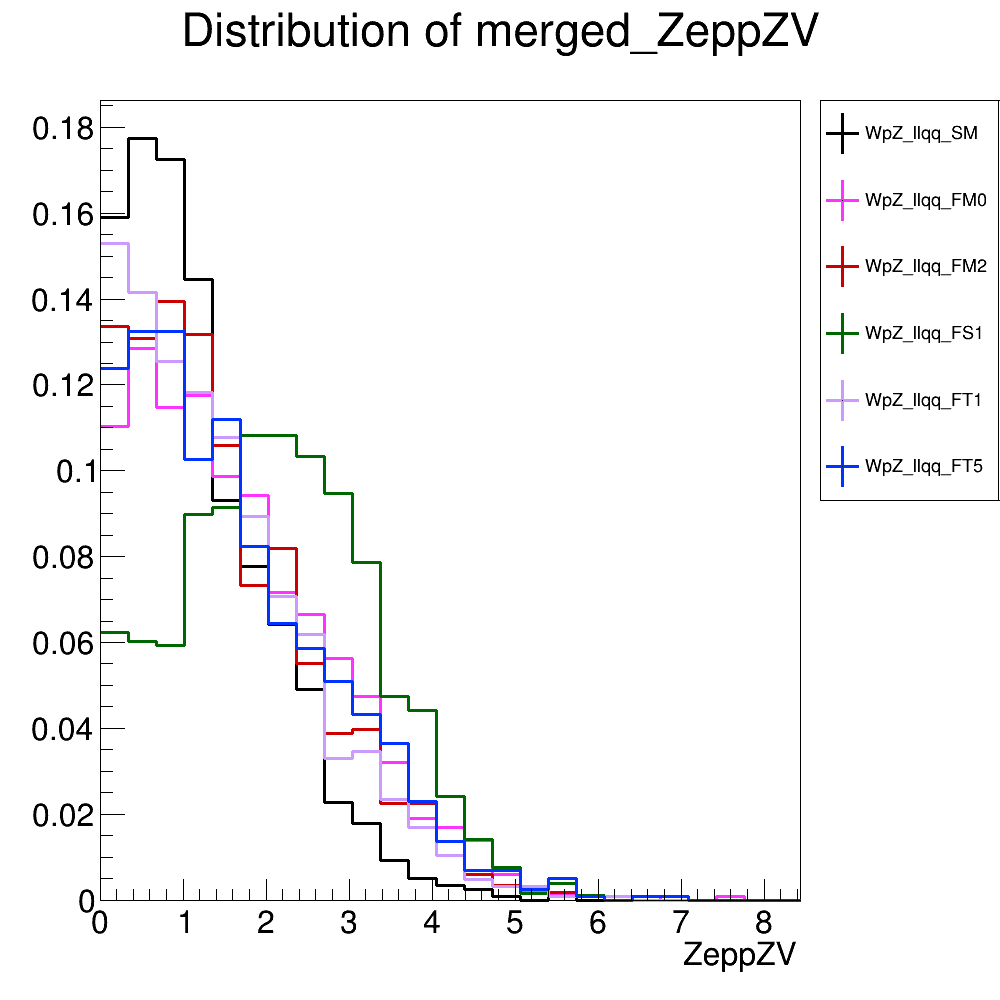 Distribution of merged_ZeppZV
0.18
0.16
0.14
0.12
0.1
0.08
0.06
0.04
0.02
0
0 1 2 3 4 5 6 7 8
ZeppZV
WpZ_llqq_SM
WpZ_llqq_FM0
WpZ_llqq_FM2
WpZ_llqq_FS1
WpZ_llqq_FT1
WpZ_llqq_FT5